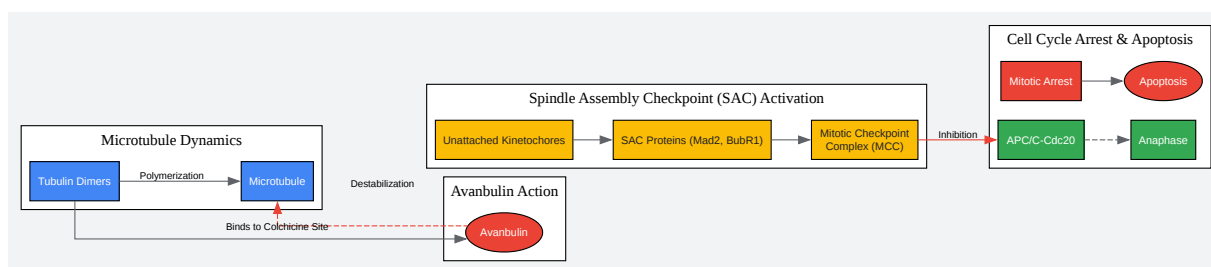 Cell Cycle Arrest & Apoptosis
Mitotic Arrest
Apoptosis
Spindle Assembly Checkpoint (SAC) Activation
Unattached Kinetochores
SAC Proteins (Mad2, BubR1)
Mitotic Checkpoint
Complex (MCC)
Inhibition
APC/C-Cdc20
Anaphase
Microtubule Dynamics
Tubulin Dimers
Polymerization
Microtubule
Destabilization
Avanbulin Action
Binds to Colchicine Site
Avanbulin